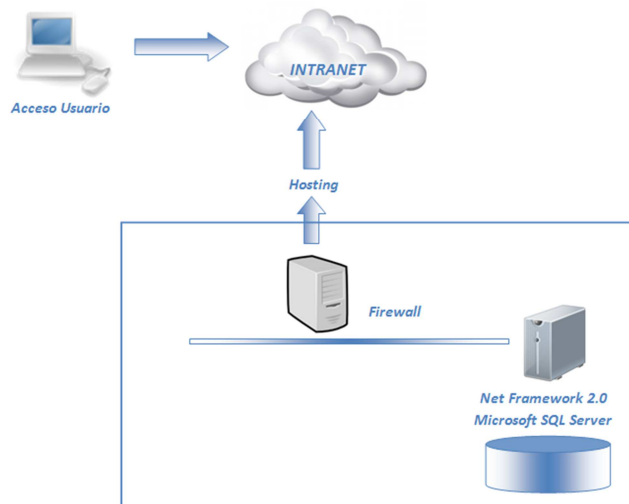 INTRANET
Acceso Usuario
Hosting
Firewall
Net Framework 2.0
Microsoft SQL Server